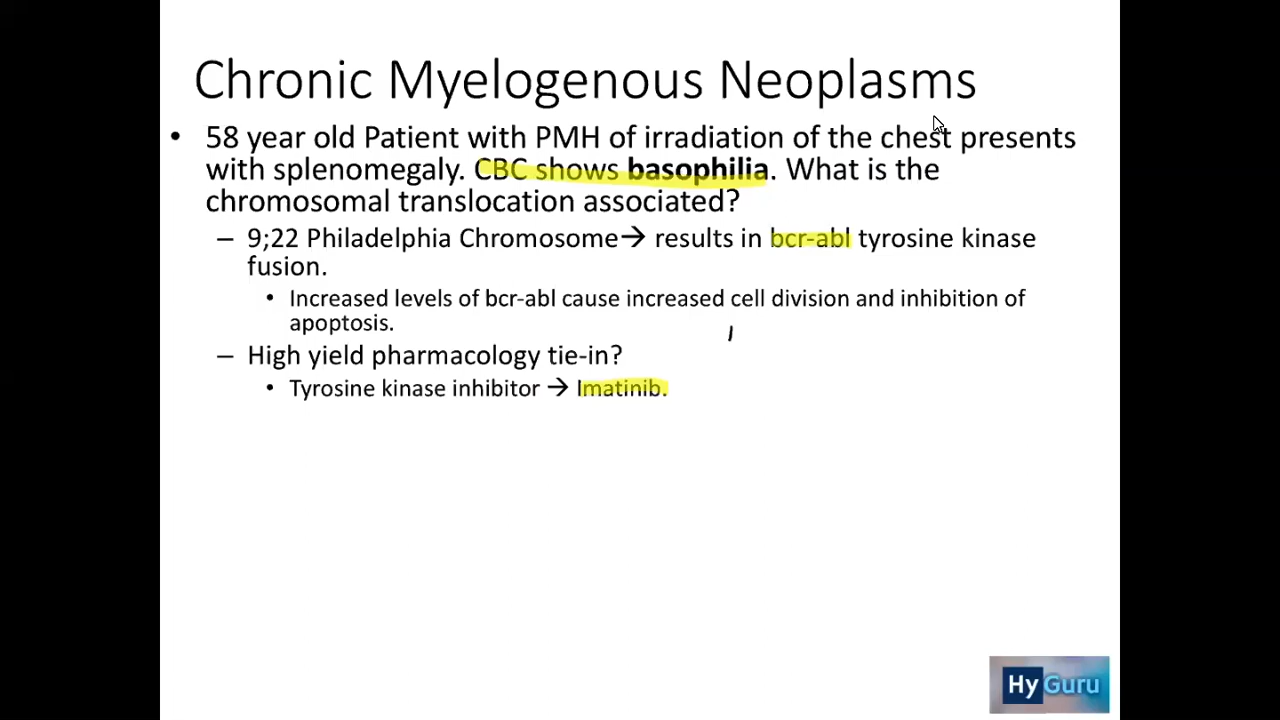 Chronic Myelogenous Neoplasms
• 58 year old Patient with PMH of irradiation of the chest presents
with splenomegaly. CBC shows basophilia. What is the
chromosomal translocation associated?
– 9;22 Philadelphia Chromosome→ results in bcr-abl tyrosine kinase
fusion.
• Increased levels of bcr-abl cause increased cell division and inhibition of
apoptosis.
– High yield pharmacology tie-in?
• Tyrosine kinase inhibitor → Imatinib.
HyGuru